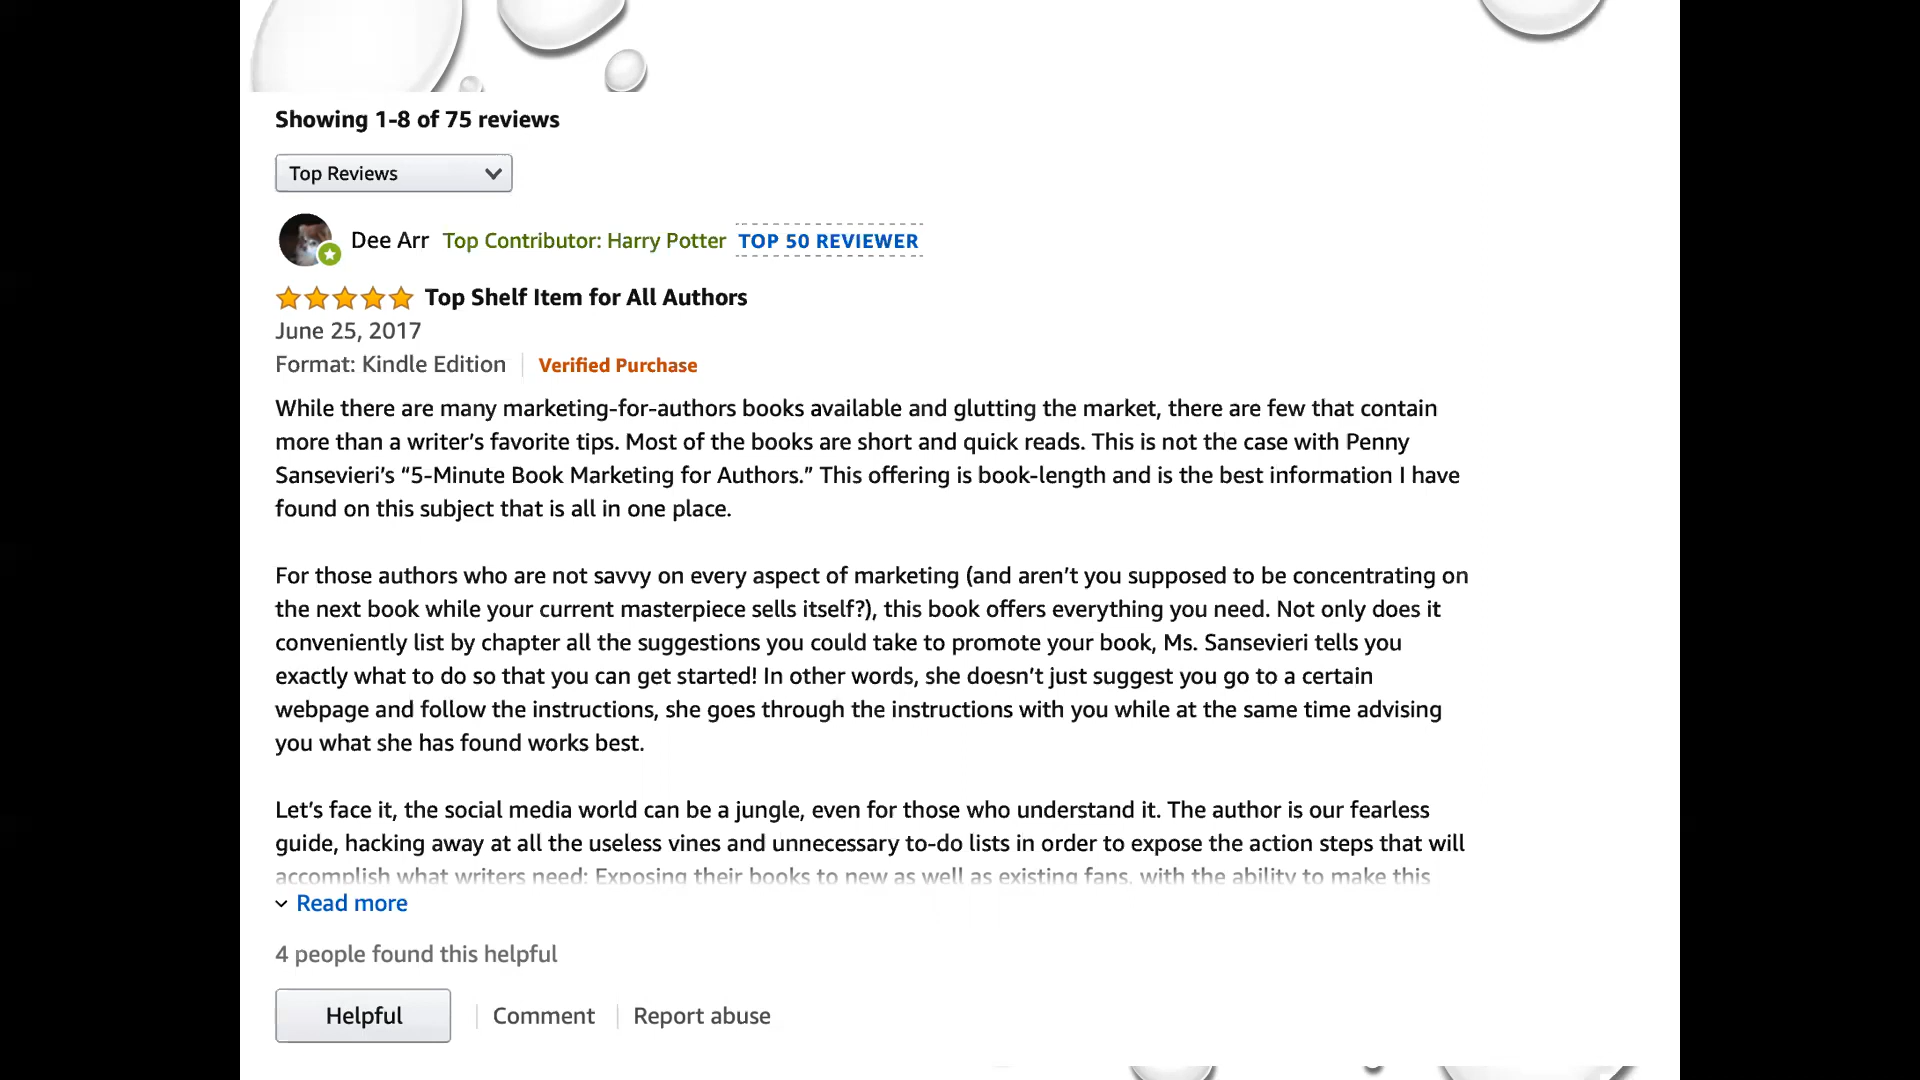 Showing 1-8 of 75 reviews
Top Reviews
Dee Arr Top Contributor: Harry Potter TOP 50 REVIEWER
Top Shelf Item for All Authors
June 25, 2017
Format: Kindle Edition Verified Purchase
While there are many marketing-for-authors books available and glutting the market, there are few that contain
more than a writer’s favorite tips. Most of the books are short and quick reads. This is not the case with Penny
Sansevieri’s “5-Minute Book Marketing for Authors.” This offering is book-length and is the best information I have
found on this subject that is all in one place.
For those authors who are not savvy on every aspect of marketing (and aren’t you supposed to be concentrating on
the next book while your current masterpiece sells itself?), this book offers everything you need. Not only does it
conveniently list by chapter all the suggestions you could take to promote your book, Ms. Sansevieri tells you
exactly what to do so that you can get started! In other words, she doesn’t just suggest you go to a certain
webpage and follow the instructions, she goes through the instructions with you while at the same time advising
you what she has found works best.
Let’s face it, the social media world can be a jungle, even for those who understand it. The author is our fearless
guide, hacking away at all the useless vines and unnecessary to-do lists in order to expose the action steps that will
accomplish what writers need: Exposing their books to new as well as existing fans, with the ability to make this
Read more
4 people found this helpful
Helpful Comment Report abuse